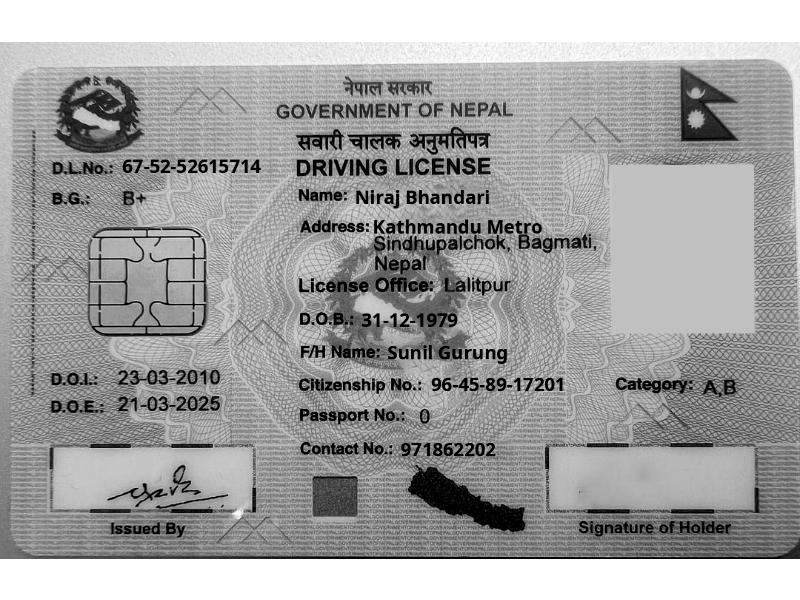 नेपाल सरकार
GOVERNMENT OF NEPAL
सवारी चालक अनुमतिपत्र
DRIVING LICENSE
D.L.No.: 67-52-52615714
B.G.: B+
Name: Niraj Bhandari
Address: Kathmandu Metro
Sindhupalchok, Bagmati,
Nepal
License Office: Lalitpur
D.O.B.: 31-12-1979
F/H Name: Sunil Gurung
D.O.I.: 23-03-2010
D.O.E.: 21-03-2025
Citizenship No.: 96-45-89-17201
Category: A,B
Passport No.: 0
Contact No.: 971862202
Issued By
Signature of Holder